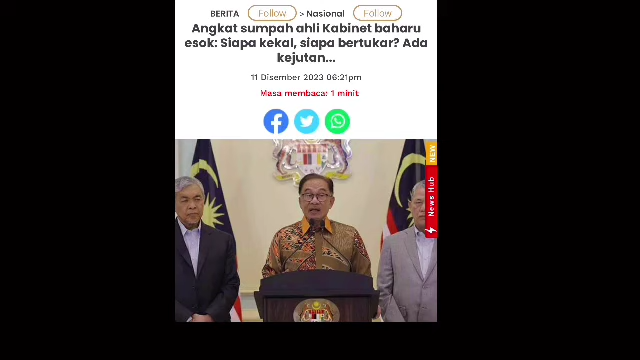 BERITA Follow > Nasional Follow
Angkat sumpah ahli Kabinet baharu
esok: Siapa kekal, siapa bertukar? Ada
kejutan...
11 Disember 2023 06:21pm
Masa membaca: 1 minit
NEW
News Hub